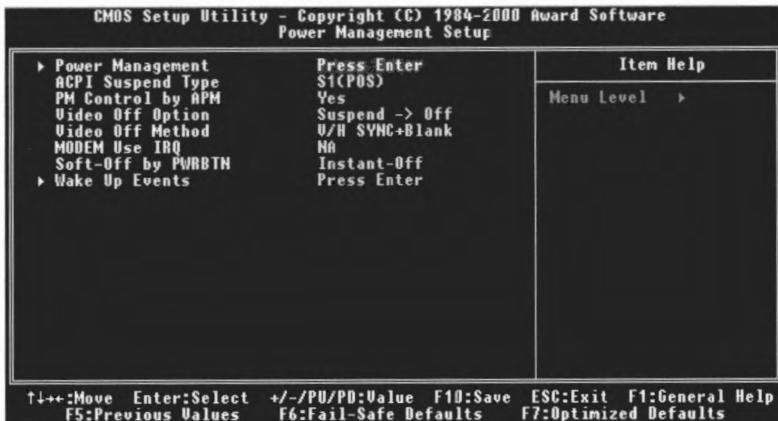 CMOS Setup Utility - Copyright (C) 1984-2000 Award Software
Power Management Setup
▶ Power Management Press Enter
ACPI Suspend Type S1(POS)
PM Control by APM Yes
Video Off Option Suspend -> Off
Video Off Method V/H SYNC+Blank
MODEM Use IRQ NA
Soft-Off by PWRBTN Instant-Off
▶ Wake Up Events Press Enter
Item Help
Menu Level ▶
↑↓→←:Move Enter:Select +/-/PU/PD:Value F10:Save ESC:Exit F1:General Help
F5:Previous Values F6:Fail-Safe Defaults F7:Optimized Defaults